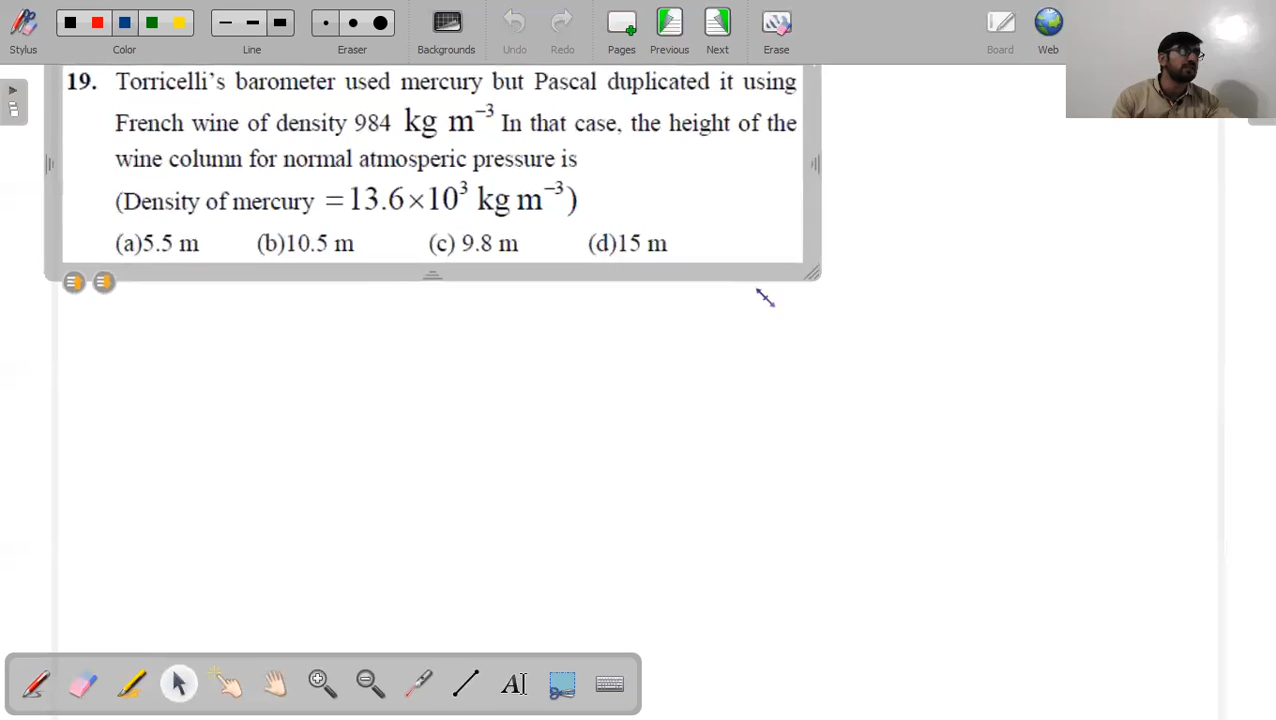 Stylus
Color
Line
Eraser
Backgrounds
Undo
Redo
Pages
Previous
Next
Erase
Board
Web
19. Torricelli's barometer used mercury but Pascal duplicated it using
French wine of density 984 kg m⁻³ In that case, the height of the
wine column for normal atmosperic pressure is
(Density of mercury =13.6×10³ kg m⁻³)
(a)5.5 m (b)10.5 m (c) 9.8 m (d)15 m